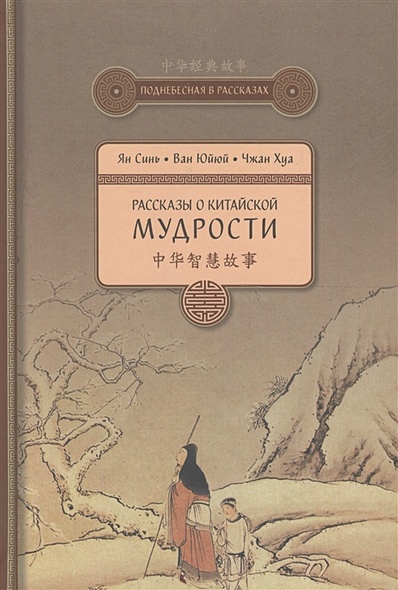 中华经典故事
ПОДНЕБЕСНАЯ В РАССКАЗАХ
Ян Синь • Ван Юйюй • Чжан Хуа
РАССКАЗЫ О КИТАЙСКОЙ
МУДРОСТИ
中华智慧故事